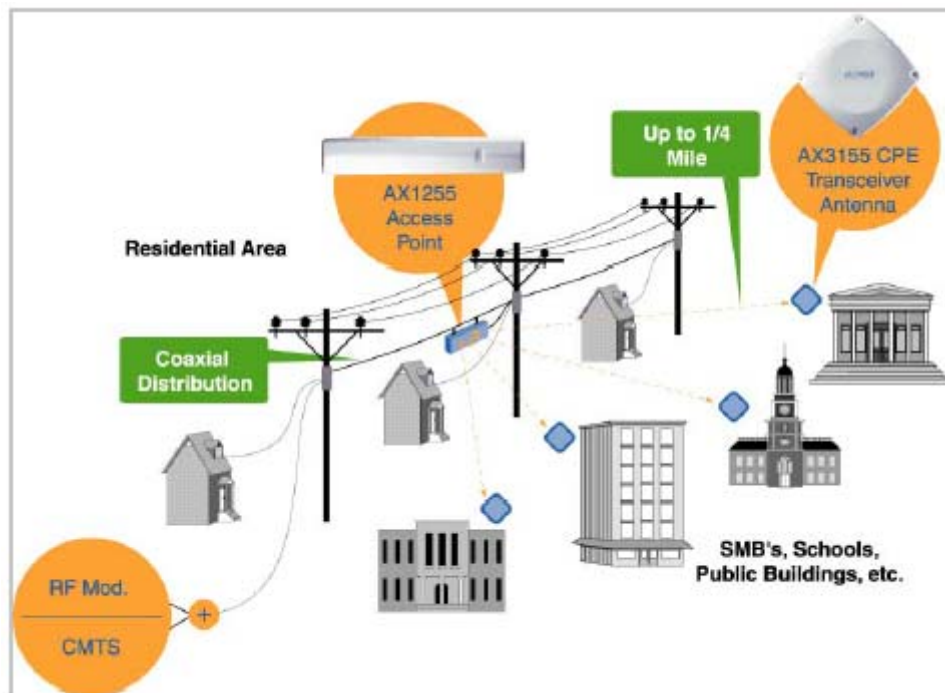 Up to 1/4
Mile
AX3155 CPE
Transceiver
Antenna
AX1255
Access
Point
Residential Area
Coaxial
Distribution
SMB's, Schools,
Public Buildings, etc.
RF Mod.
+
CMTS